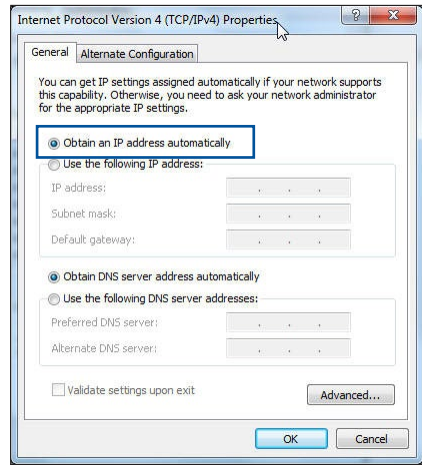 Internet Protocol Version 4 (TCP/IPv4) Properties
General
Alternate Configuration
You can get IP settings assigned automatically if your network supports
this capability. Otherwise, you need to ask your network administrator
for the appropriate IP settings.
Obtain an IP address automatically
Use the following IP address:
IP address:
Subnet mask:
Default gateway:
Obtain DNS server address automatically
Use the following DNS server addresses:
Preferred DNS server:
Alternate DNS server:
Validate settings upon exit
Advanced...
OK
Cancel